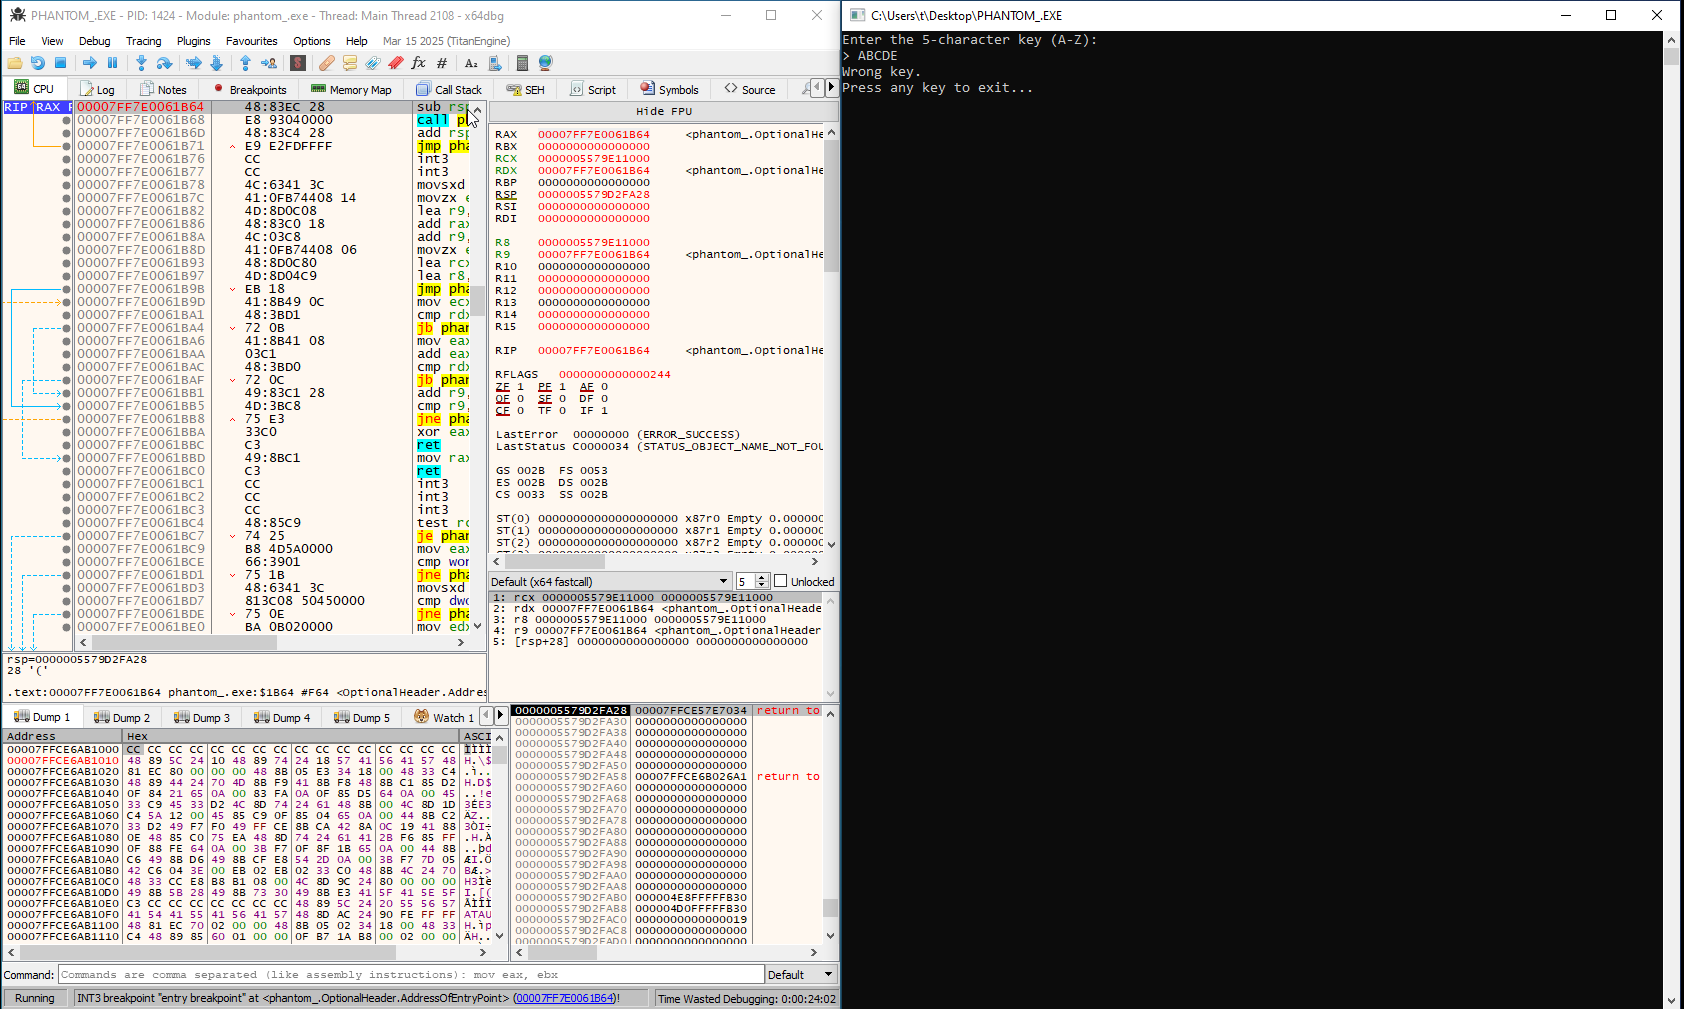 PHANTOM_.EXE - PID: 1424 - Module: phantom_.exe - Thread: Main Thread 2108 - x64dbg
File View Debug Tracing Plugins Favourites Options Help Mar 15 2025 (TitanEngine)
CPU Log Notes Breakpoints Memory Map Call Stack SEH Script Symbols Source
RIP RAX
00007FF7E0061B64 48:83EC 28 sub rsp
00007FF7E0061B68 E8 93040000 call
00007FF7E0061B6D 48:83C4 28 add rsp
00007FF7E0061B71 E9 E2FDFFFF jmp pha
00007FF7E0061B76 CC int3
00007FF7E0061B77 CC int3
00007FF7E0061B78 4C:6341 3C movsxd
00007FF7E0061B7C 41:0FB74408 14 movzx e
00007FF7E0061B82 4D:8D0C08 lea r9,
00007FF7E0061B86 48:83C0 18 add rax
00007FF7E0061B8A 4C:03C8 add r9,
00007FF7E0061B8D 41:0FB74408 06 movzx e
00007FF7E0061B93 48:8D0C80 lea rcx
00007FF7E0061B97 4D:8D04C9 lea r8,
00007FF7E0061B9B EB 18 jmp pha
00007FF7E0061B9D 41:8B49 0C mov ecx
00007FF7E0061BA1 48:3BD1 cmp rdx
00007FF7E0061BA4 72 0B jb phan
00007FF7E0061BA6 41:8B41 08 mov eax
00007FF7E0061BAA 03C1 add eax
00007FF7E0061BAC 48:3BD0 cmp rdx
00007FF7E0061BAF 72 0C jb phan
00007FF7E0061BB1 49:83C1 28 add r9,
00007FF7E0061BB5 4D:3BC8 cmp r9,
00007FF7E0061BB8 75 E3 jne pha
00007FF7E0061BBA 33C0 xor eax
00007FF7E0061BBC C3 ret
00007FF7E0061BBD 49:8BC1 mov rax
00007FF7E0061BC0 C3 ret
00007FF7E0061BC1 CC int3
00007FF7E0061BC2 CC int3
00007FF7E0061BC3 CC int3
00007FF7E0061BC4 48:85C9 test rc
00007FF7E0061BC7 74 25 je phan
00007FF7E0061BC9 B8 4D5A0000 mov eax
00007FF7E0061BCE 66:3901 cmp wor
00007FF7E0061BD1 75 1B jne pha
00007FF7E0061BD3 48:6341 3C movsxd
00007FF7E0061BD7 813C08 50450000 cmp dwo
00007FF7E0061BDE 75 0E jne pha
00007FF7E0061BE0 BA 0B020000 mov edx
rsp=0000005579D2FA28
28 '('
.text:00007FF7E0061B64 phantom_.exe:$1B64 #F64 <OptionalHeader.Addres
Hide FPU
RAX 00007FF7E0061B64 <phantom_.OptionalHe
RBX 0000000000000000
RCX 0000005579E11000
RDX 00007FF7E0061B64 <phantom_.OptionalHe
RBP 0000000000000000
RSP 0000005579D2FA28
RSI 0000000000000000
RDI 0000000000000000
R8 0000005579E11000
R9 00007FF7E0061B64 <phantom_.OptionalHe
R10 0000000000000000
R11 0000000000000000
R12 0000000000000000
R13 0000000000000000
R14 0000000000000000
R15 0000000000000000
RIP 00007FF7E0061B64 <phantom_.OptionalHe
RFLAGS 0000000000000244
ZF 1 PF 1 AF 0
OF 0 SF 0 DF 0
CF 0 TF 0 IF 1
LastError 00000000 (ERROR_SUCCESS)
LastStatus C0000034 (STATUS_OBJECT_NAME_NOT_FOU
GS 002B FS 0053
ES 002B DS 002B
CS 0033 SS 002B
ST(0) 00000000000000000000 x87r0 Empty 0.000000
ST(1) 00000000000000000000 x87r1 Empty 0.000000
ST(2) 00000000000000000000 x87r2 Empty 0.000000
Default (x64 fastcall) 5 Unlocked
1: rcx 0000005579E11000 0000005579E11000
2: rdx 00007FF7E0061B64 <phantom_.OptionalHeade
3: r8 0000005579E11000 0000005579E11000
4: r9 00007FF7E0061B64 <phantom_.OptionalHeader
5: [rsp+28] 0000000000000000 0000000000000000
Dump 1 Dump 2 Dump 3 Dump 4 Dump 5 Watch 1
Address Hex ASCI
00007FFCE6AB1000 CC CC CC CC CC CC CC CC CC CC CC CC CC CC CC CC ÌÌÌÌ
00007FFCE6AB1010 48 89 5C 24 10 48 89 74 24 18 57 41 56 41 57 48 H.\$
00007FFCE6AB1020 81 EC 80 00 00 00 48 8B 05 E3 34 18 00 48 33 C4 .ì..
00007FFCE6AB1030 48 89 44 24 70 4D 8B F9 41 8B F8 48 8B C1 85 D2 H.D$
00007FFCE6AB1040 0F 84 21 65 0A 00 83 FA 0A 0F 85 D5 64 0A 00 45 ..!e
00007FFCE6AB1050 33 C9 45 33 D2 4C 8D 74 24 61 48 8B 00 4C 8D 1D 3ÉE3
00007FFCE6AB1060 C4 5A 12 00 45 85 C9 0F 85 04 65 0A 00 44 8B C2 ÄZ..
00007FFCE6AB1070 33 D2 49 F7 F0 49 FF CE 8B CA 42 8A 0C 19 41 88 3ÒI÷
00007FFCE6AB1080 0E 48 85 C0 75 EA 48 8D 74 24 61 41 2B F6 85 FF .H.À
00007FFCE6AB1090 0F 88 FE 64 0A 00 3B F7 0F 8F 1B 65 0A 00 44 8B ..þd
00007FFCE6AB10A0 C6 49 8B D6 49 8B CF E8 54 2D 0A 00 3B F7 7D 05 ÆI.Ö
00007FFCE6AB10B0 42 C6 04 3E 00 EB 02 EB 02 33 C0 48 8B 4C 24 70 BÆ.>
00007FFCE6AB10C0 48 33 CC E8 B8 B1 08 00 4C 8D 9C 24 80 00 00 00 H3Ìè
00007FFCE6AB10D0 49 8B 5B 28 49 8B 73 30 49 8B E3 41 5F 41 5E 5F I.[(
00007FFCE6AB10E0 C3 CC CC CC CC CC CC CC 48 89 5C 24 20 55 56 57 ÃÌÌÌ
00007FFCE6AB10F0 41 54 41 55 41 56 41 57 48 8D AC 24 90 FE FF FF ATAU
00007FFCE6AB1100 48 81 EC 70 02 00 00 48 8B 05 02 34 18 00 48 33 H.ìp
00007FFCE6AB1110 C4 48 89 85 60 01 00 00 0F B7 1A B8 00 02 00 00 ÄH..
0000005579D2FA28 00007FFCE57E7034 return to
0000005579D2FA30 0000000000000000
0000005579D2FA38 0000000000000000
0000005579D2FA40 0000000000000000
0000005579D2FA48 0000000000000000
0000005579D2FA50 0000000000000000
0000005579D2FA58 00007FFCE6B026A1 return to
0000005579D2FA60 0000000000000000
0000005579D2FA68 0000000000000000
0000005579D2FA70 0000000000000000
0000005579D2FA78 0000000000000000
0000005579D2FA80 0000000000000000
0000005579D2FA88 0000000000000000
0000005579D2FA90 0000000000000000
0000005579D2FA98 0000000000000000
0000005579D2FAA0 0000000000000000
0000005579D2FAA8 0000000000000000
0000005579D2FAB0 000004E8FFFFFB30
0000005579D2FAB8 000004D0FFFFFB30
0000005579D2FAC0 0000000000000019
0000005579D2FAC8 0000000000000000
0000005579D2FAD0 0000000000000000
Command: Commands are comma separated (like assembly instructions): mov eax, ebx Default
Running INT3 breakpoint "entry breakpoint" at <phantom_.OptionalHeader.AddressOfEntryPoint> (00007FF7E0061B64)! Time Wasted Debugging: 0:00:24:02
C:\Users\t\Desktop\PHANTOM_.EXE
Enter the 5-character key (A-Z):
> ABCDE
Wrong key.
Press any key to exit...